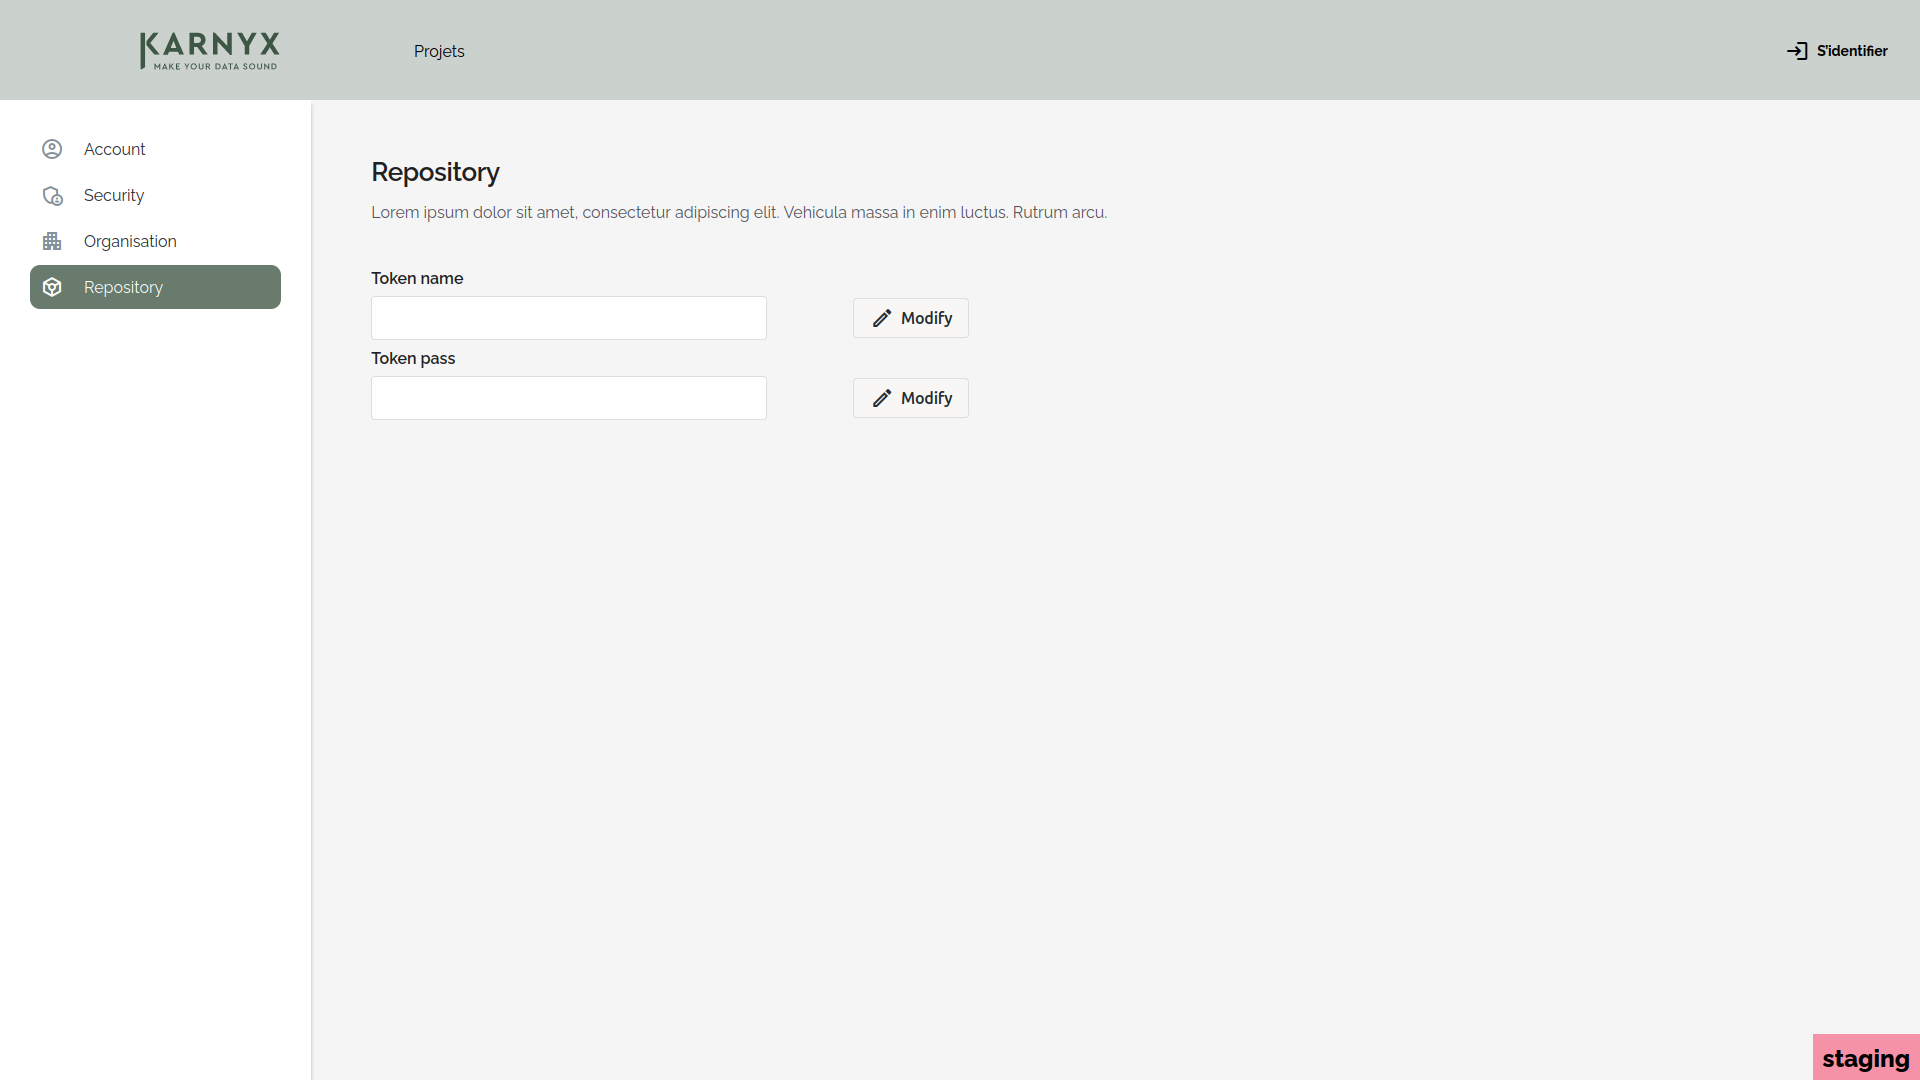 KARNYX
MAKE YOUR DATA SOUND
Projets
S'identifier
Account
Security
Organisation
Repository
Repository
Lorem ipsum dolor sit amet, consectetur adipiscing elit. Vehicula massa in enim luctus. Rutrum arcu.
Token name
Modify
Token pass
Modify
staging